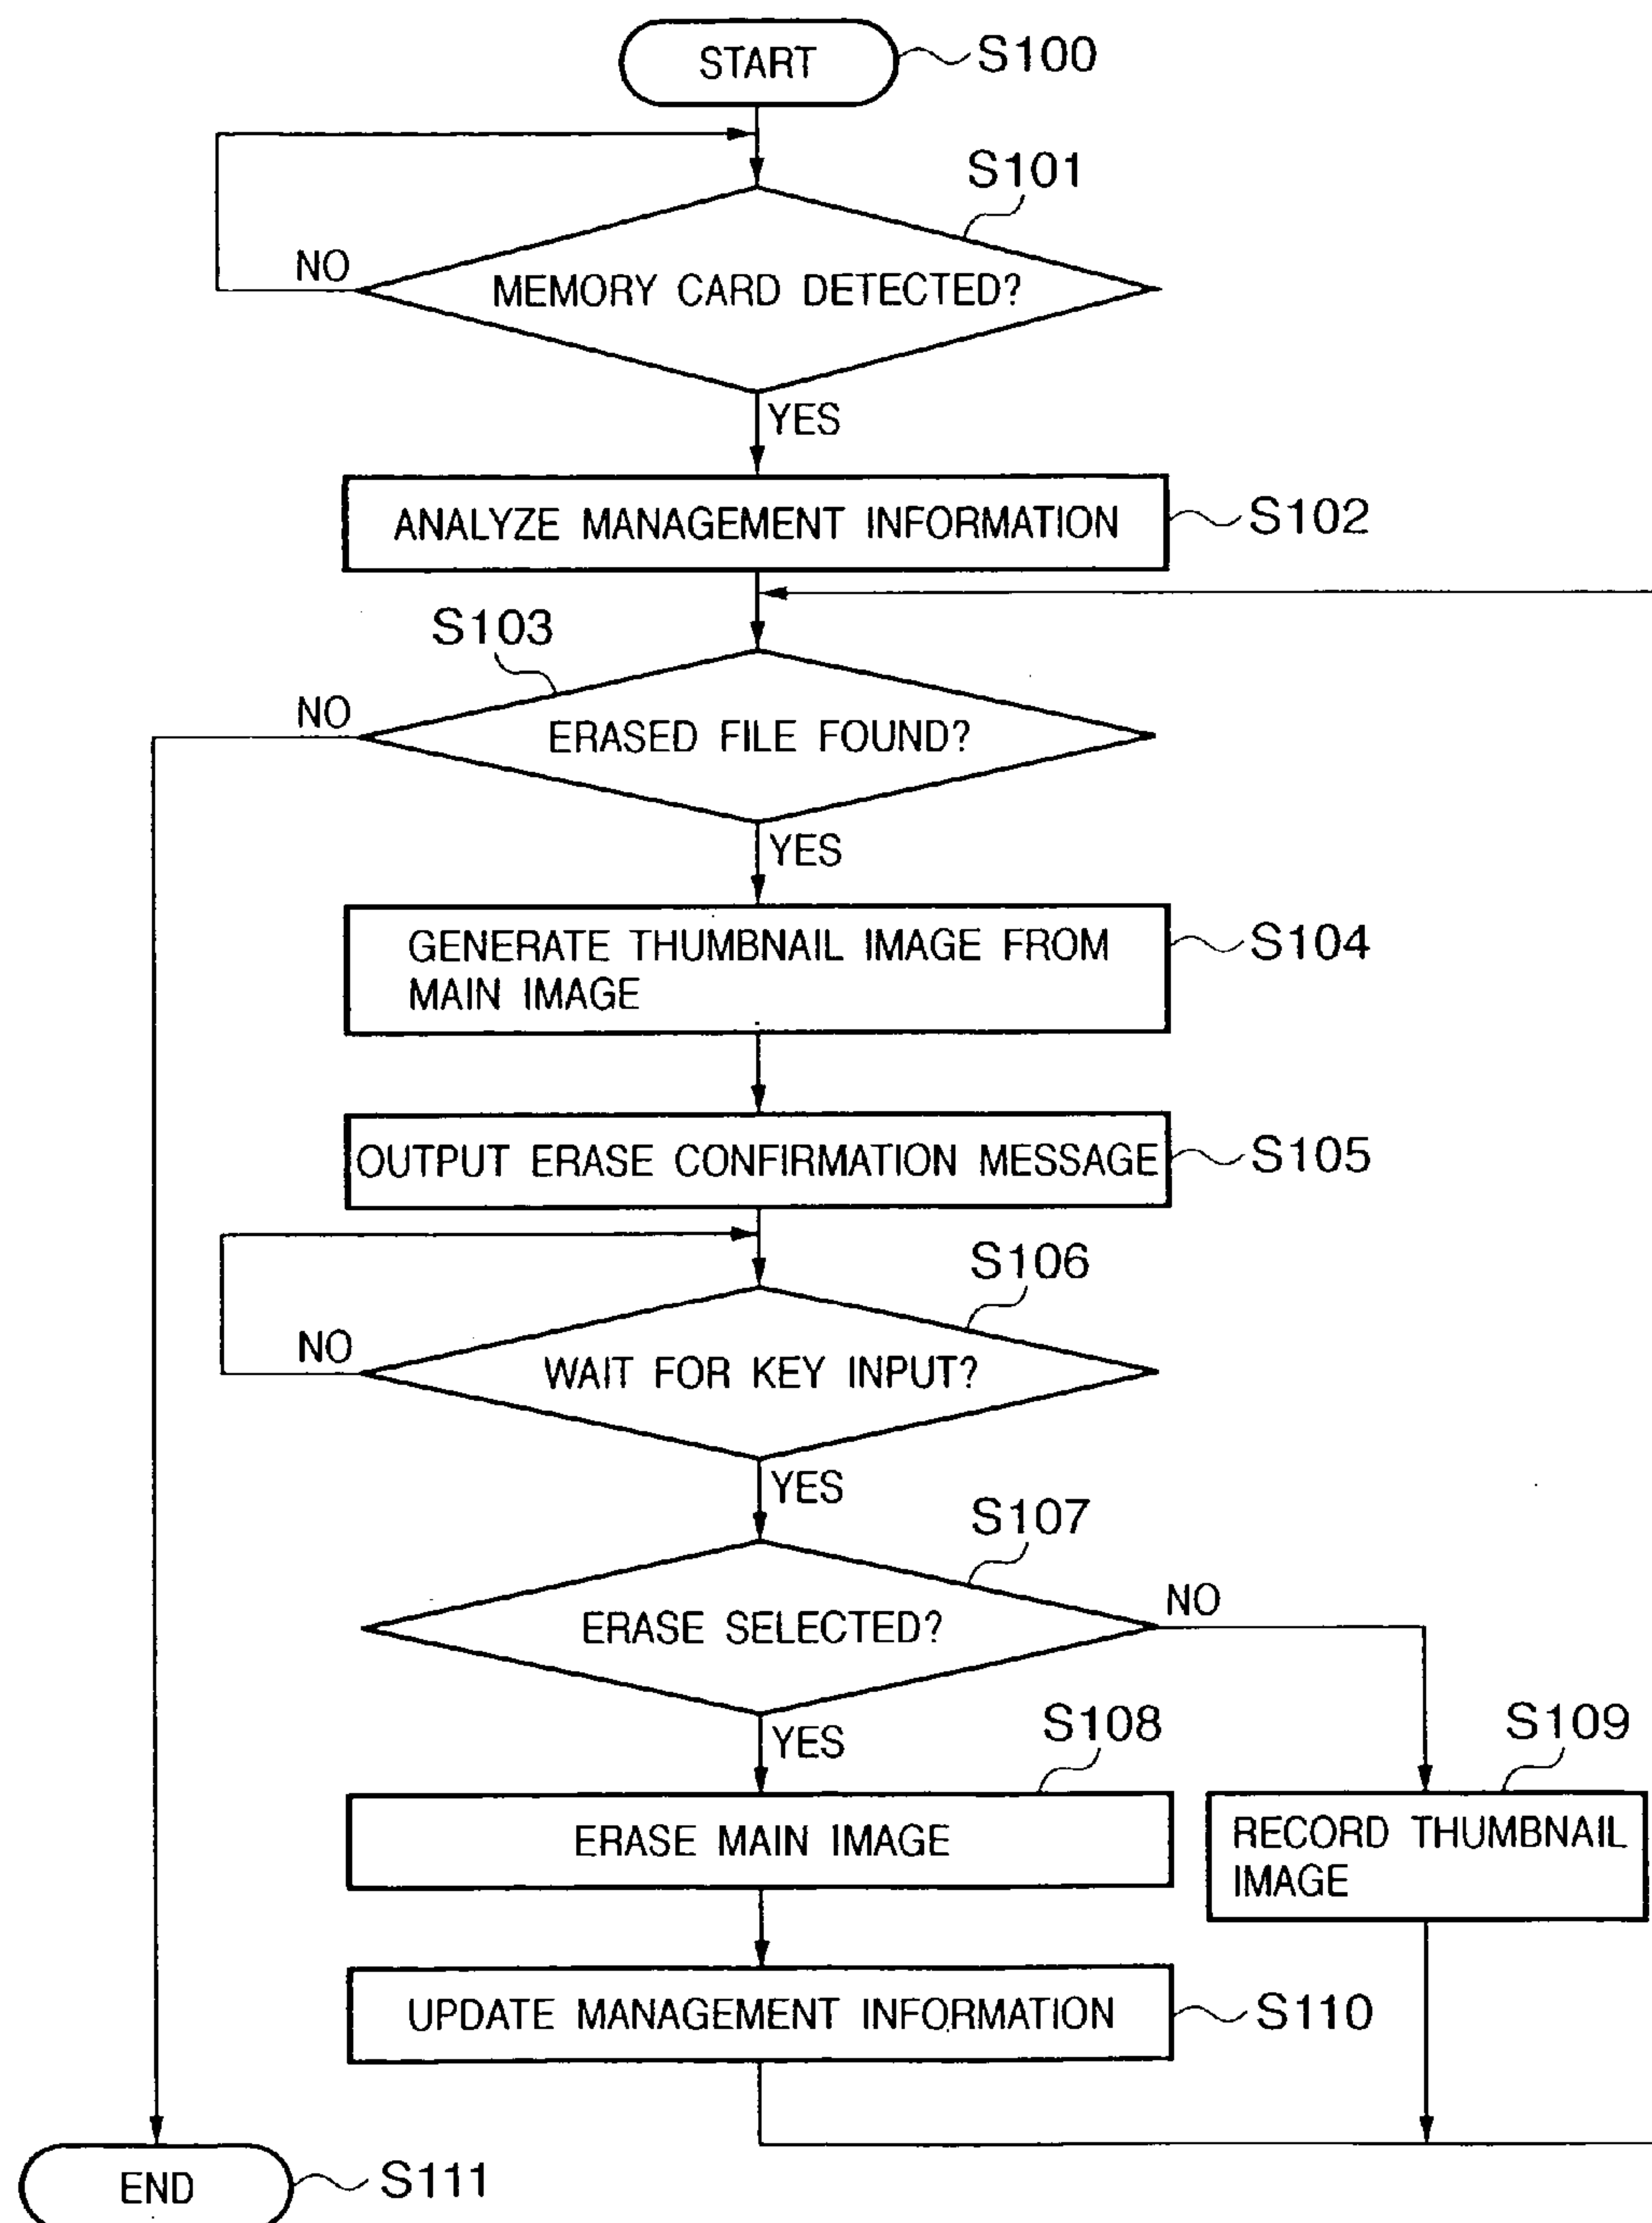 START
S100
S101
NO
MEMORY CARD DETECTED?
YES
ANALYZE MANAGEMENT INFORMATION
S102
S103
NO
ERASED FILE FOUND?
YES
GENERATE THUMBNAIL IMAGE FROM
MAIN IMAGE
S104
OUTPUT ERASE CONFIRMATION MESSAGE
S105
S106
NO
WAIT FOR KEY INPUT?
YES
S107
NO
ERASE SELECTED?
YES
S108
S109
ERASE MAIN IMAGE
RECORD THUMBNAIL
IMAGE
UPDATE MANAGEMENT INFORMATION
S110
END
S111